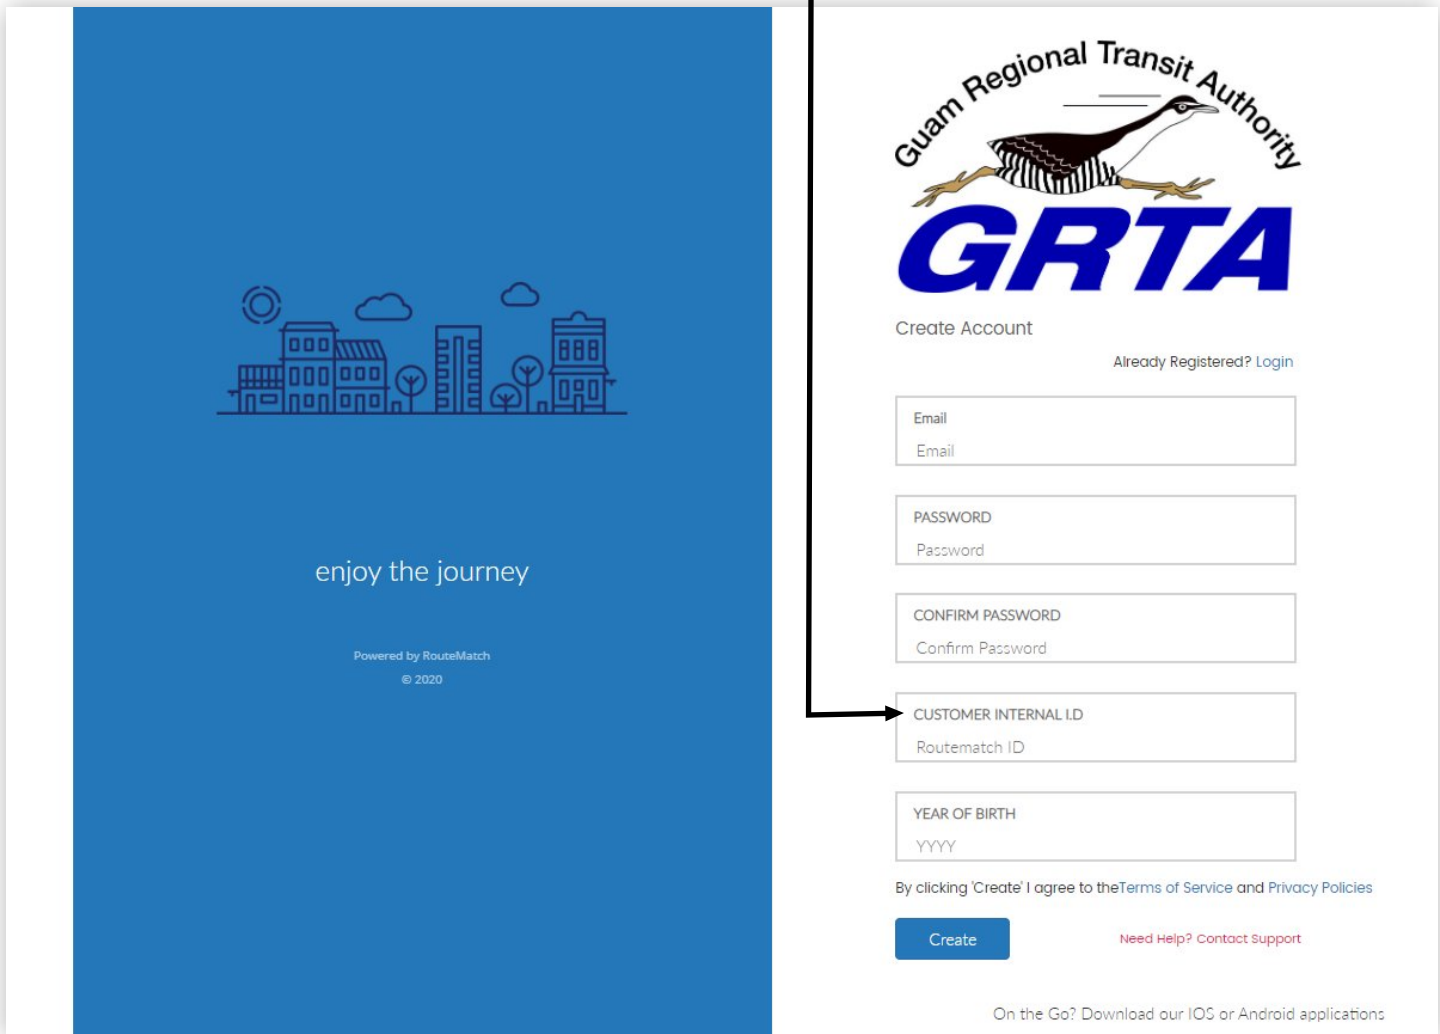 enjoy the journey
Powered by RouteMatch
© 2020
Guam Regional Transit Authority
GRTA
Create Account
Already Registered? Login
Email
Email
PASSWORD
Password
CONFIRM PASSWORD
Confirm Password
CUSTOMER INTERNAL I.D
Routematch ID
YEAR OF BIRTH
YYYY
By clicking 'Create' I agree to theTerms of Service and Privacy Policies
Create
Need Help? Contact Support
On the Go? Download our IOS or Android applications